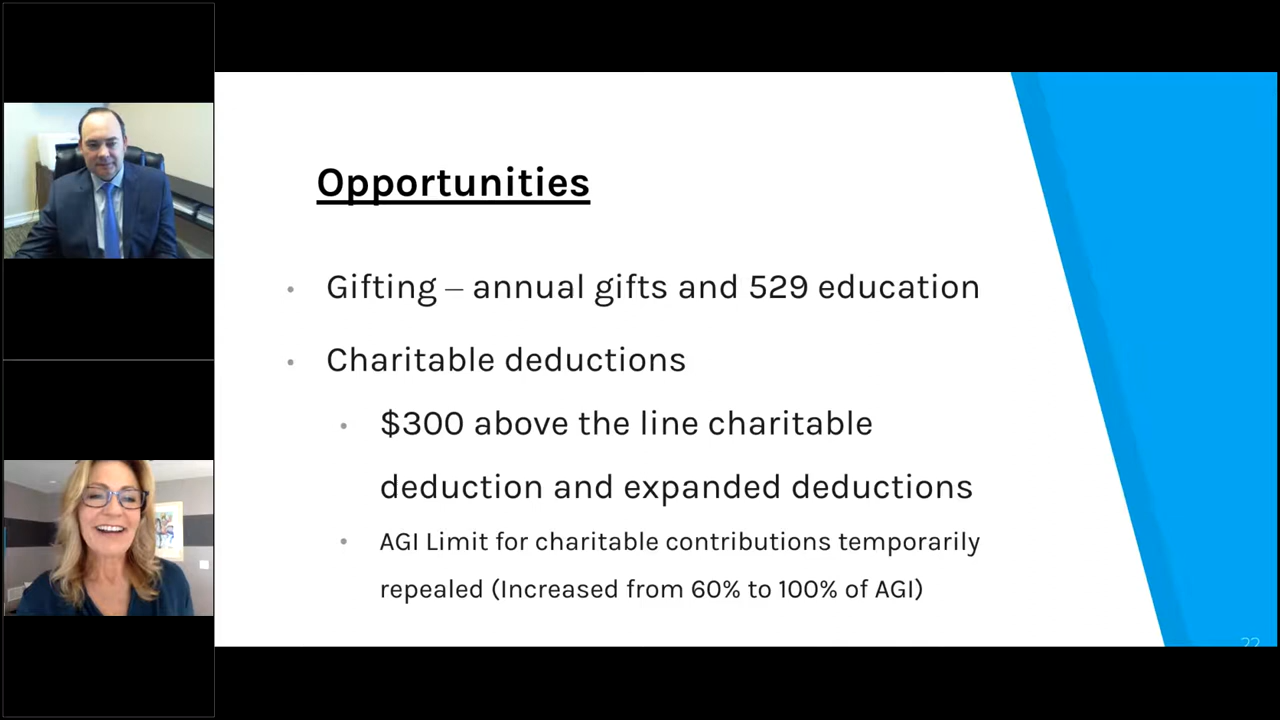 Opportunities
• Gifting – annual gifts and 529 education
• Charitable deductions
• $300 above the line charitable
deduction and expanded deductions
• AGI Limit for charitable contributions temporarily
repealed (Increased from 60% to 100% of AGI)
22